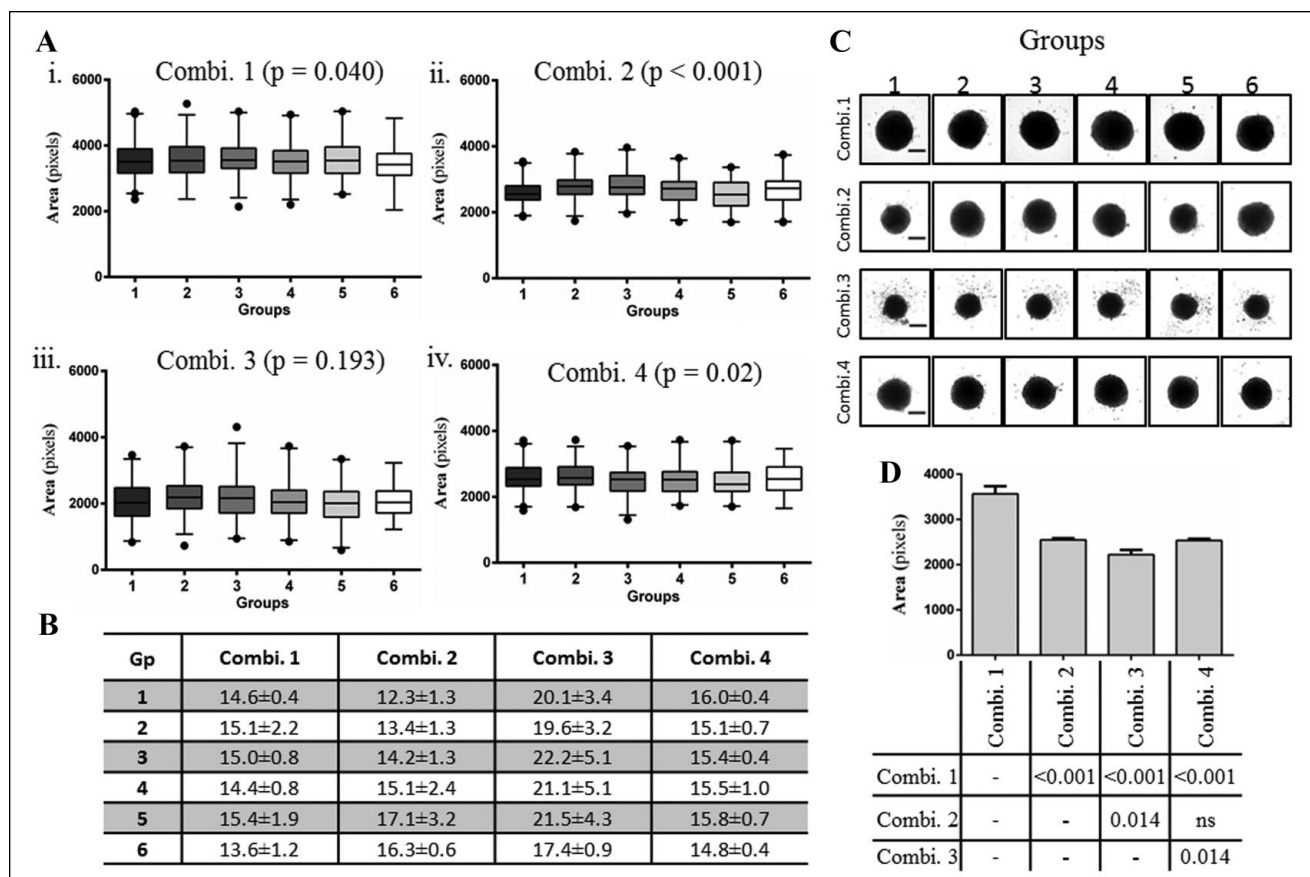 A
i.
Combi. 1 (p = 0.040)
6000
4000
2000
0
Area (pixels)
1 2 3 4 5 6
Groups
ii.
Combi. 2 (p < 0.001)
6000
4000
2000
0
Area (pixels)
1 2 3 4 5 6
Groups
iii.
Combi. 3 (p = 0.193)
6000
4000
2000
0
Area (pixels)
1 2 3 4 5 6
Groups
iv.
Combi. 4 (p = 0.02)
6000
4000
2000
0
Area (pixels)
1 2 3 4 5 6
Groups
B
Gp Combi. 1 Combi. 2 Combi. 3 Combi. 4
1 14.6±0.4 12.3±1.3 20.1±3.4 16.0±0.4
2 15.1±2.2 13.4±1.3 19.6±3.2 15.1±0.7
3 15.0±0.8 14.2±1.3 22.2±5.1 15.4±0.4
4 14.4±0.8 15.1±2.4 21.1±5.1 15.5±1.0
5 15.4±1.9 17.1±3.2 21.5±4.3 15.8±0.7
6 13.6±1.2 16.3±0.6 17.4±0.9 14.8±0.4
C
Groups
1 2 3 4 5 6
Combi.1
Combi.2
Combi.3
Combi.4
D
4000
3000
2000
1000
0
Area (pixels)
Combi. 1 Combi. 2 Combi. 3 Combi. 4
Combi. 1 - <0.001 <0.001 <0.001
Combi. 2 - - 0.014 ns
Combi. 3 - - - 0.014